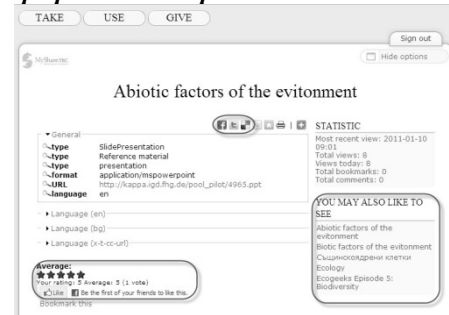 TAKE USE GIVE
Sign out
Hide options
Abiotic factors of the evitonment
General
type SlidePresentation
type Reference material
type presentation
format application/mspowerpoint
URL http://kappa.igd.fhg.de/pool_pilot/4965.ppt
language en
Language (en)
Language (bg)
Language (x-t-cc-url)
STATISTIC
Most recent view: 2011-01-10
09:01
Total views: 8
Views today: 8
Total bookmarks: 0
Total comments: 0
YOU MAY ALSO LIKE TO
SEE
Abiotic factors of the
evitonment
Biotic factors of the evitonment
Същинскоядрени клетки
Ecology
Ecogeeks Episode 5:
Biodiversity
Average:
Your rating: 5 Average: 5 (1 vote)
Like Be the first of your friends to like this.
Bookmark this